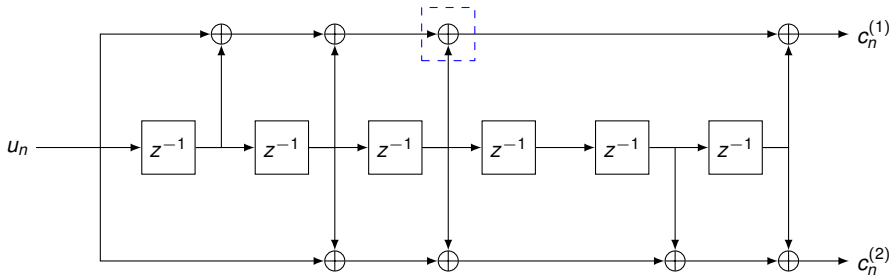 c_n^{(1)}
u_n z^{-1} z^{-1} z^{-1} z^{-1} z^{-1} z^{-1}
c_n^{(2)}